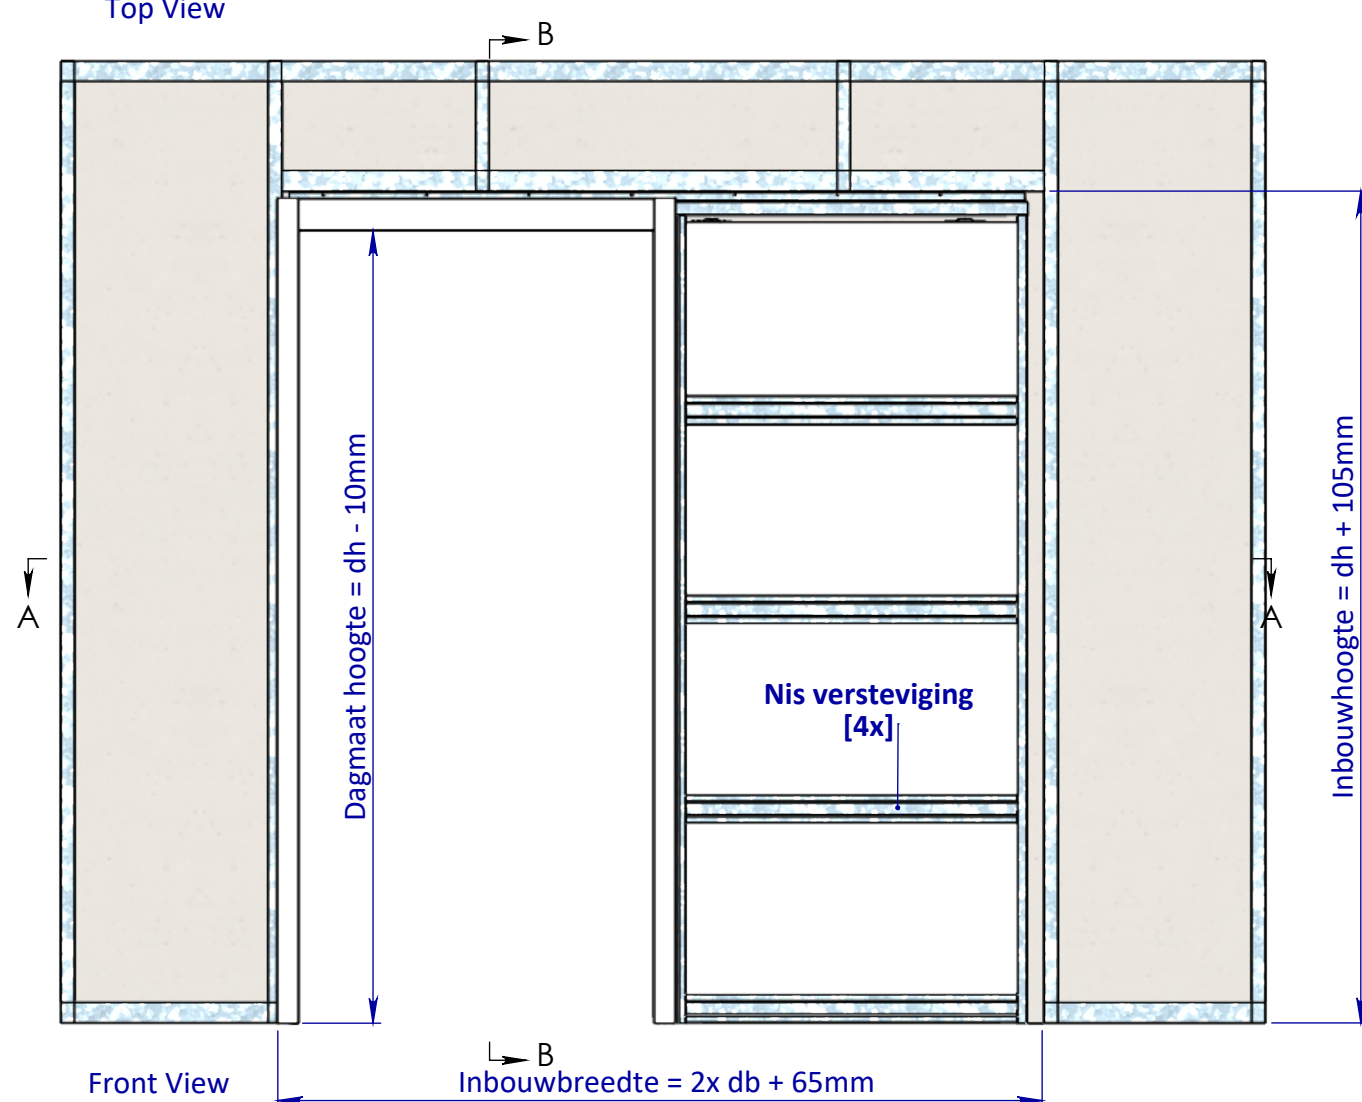 Top View
B
Dagmaat hoogte = dh - 10mm
Inbouwhoogte = dh + 105mm
A
A
Nis versteviging
[4x]
B
Front View
Inbouwbreedte = 2x db + 65mm